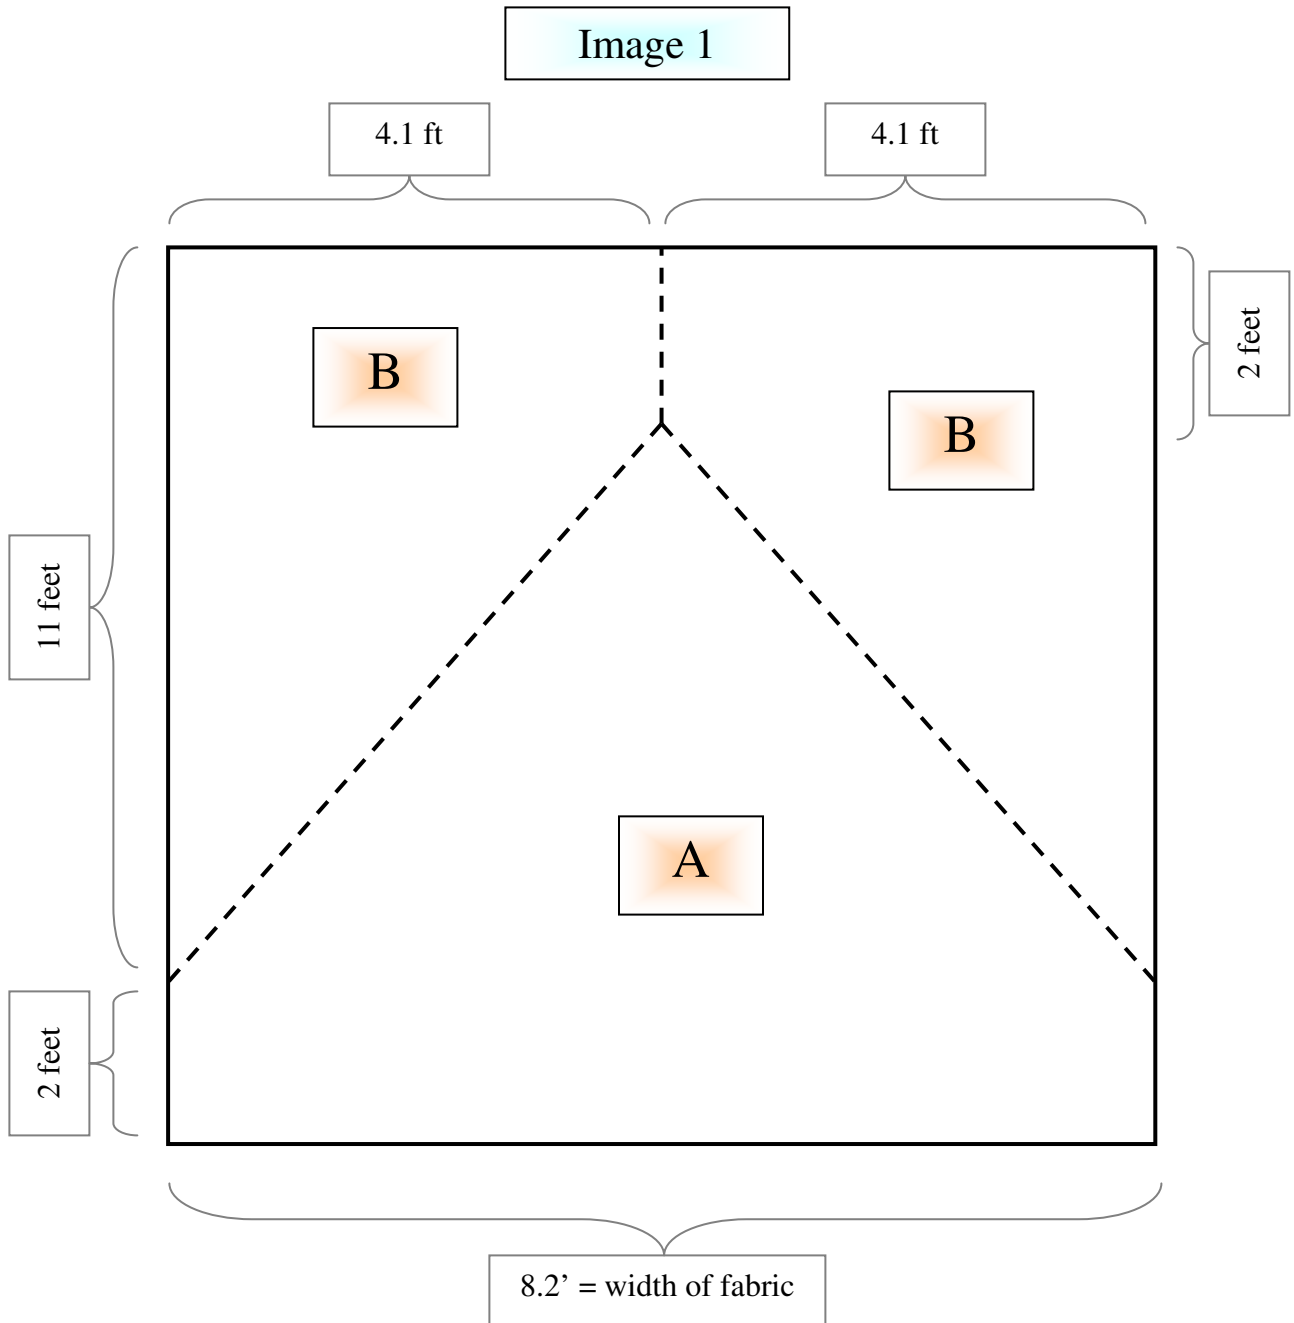 Image 1
4.1 ft
4.1 ft
2 feet
B
B
11 feet
A
2 feet
8.2’ = width of fabric